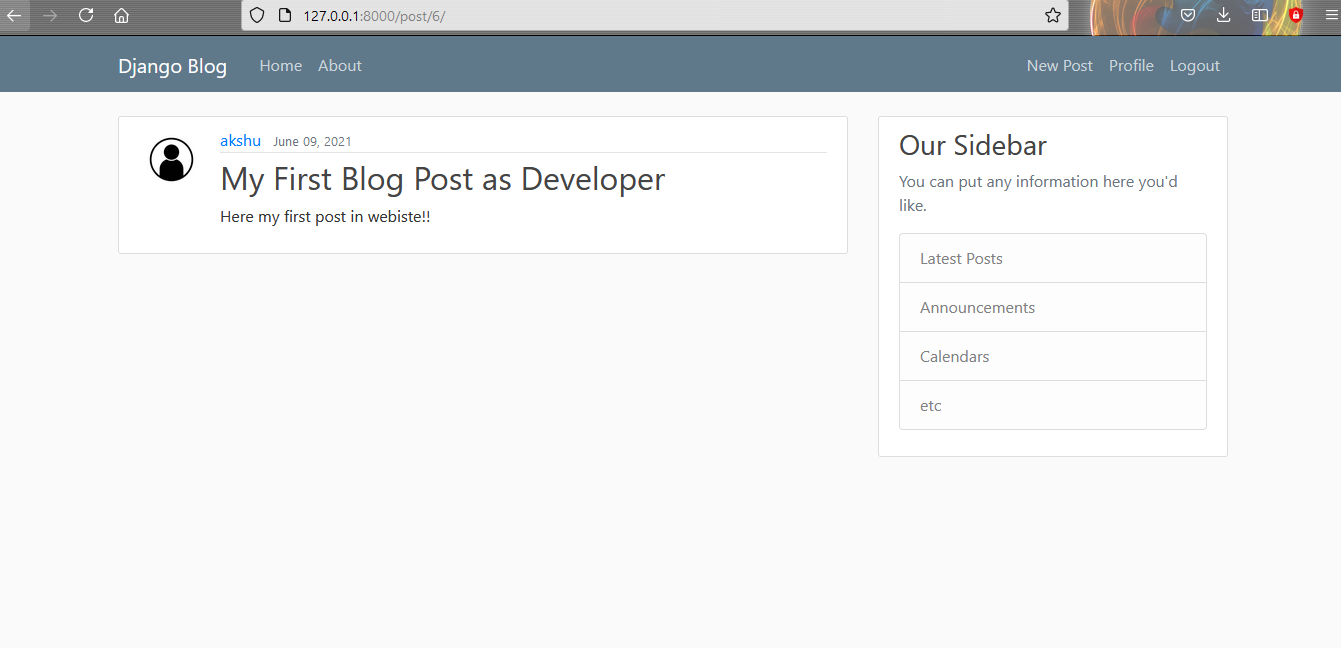 127.0.0.1:8000/post/6/
Django Blog Home About New Post Profile Logout
akshu June 09, 2021
My First Blog Post as Developer
Here my first post in webiste!!
Our Sidebar
You can put any information here you'd
like.
Latest Posts
Announcements
Calendars
etc